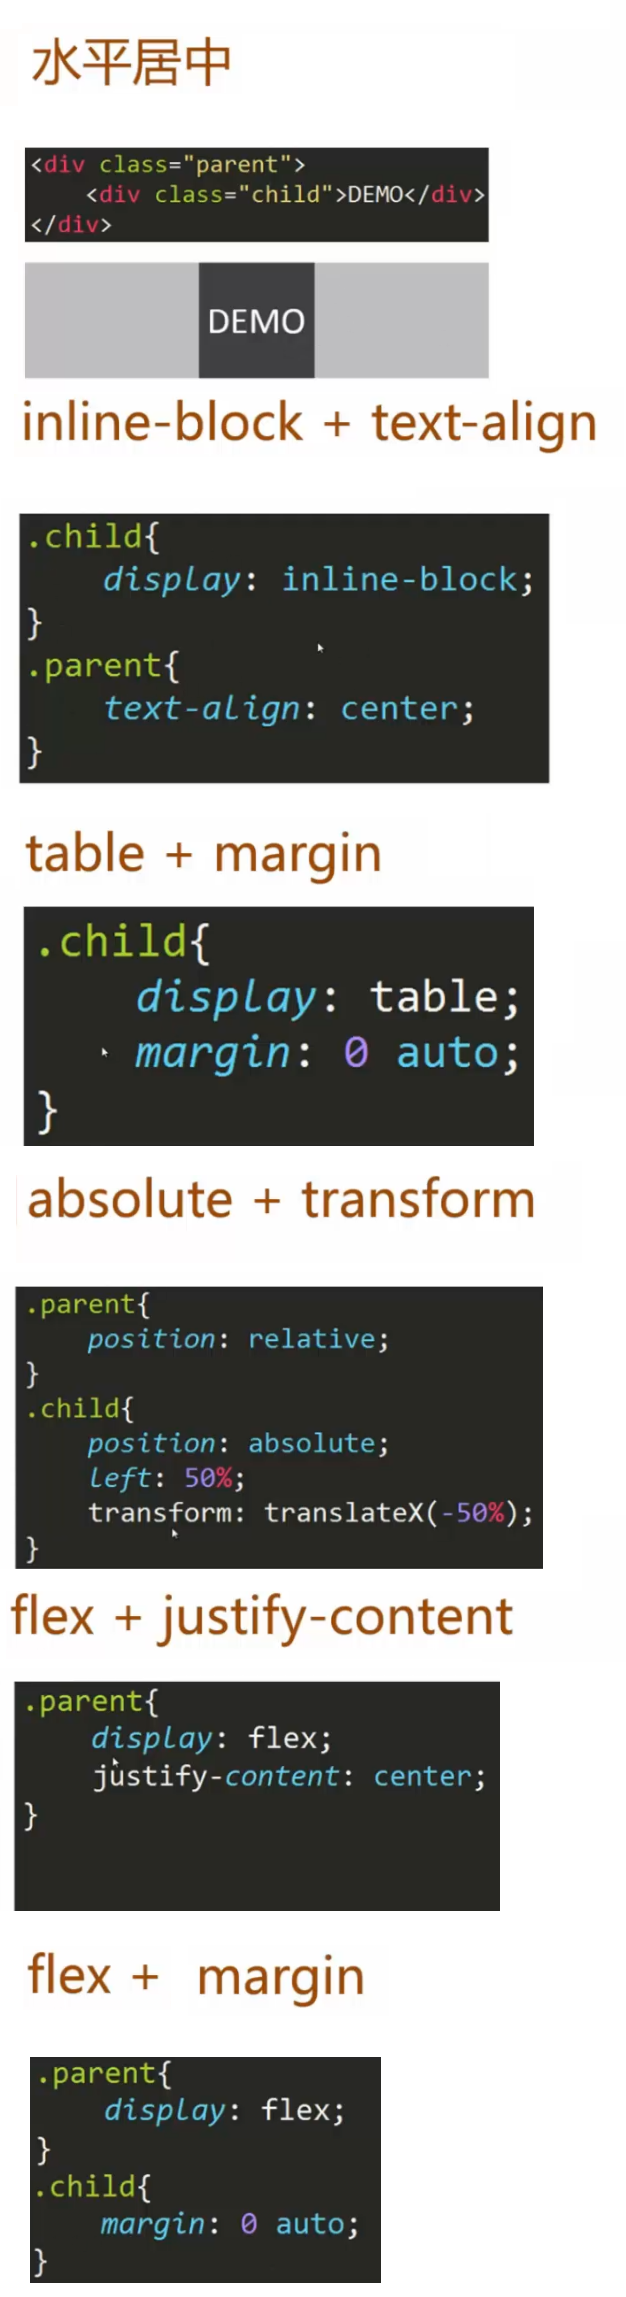 水平居中
<div class="parent">
    <div class="child">DEMO</div>
</div>
DEMO
inline-block + text-align
.child{
    display: inline-block;
}
.parent{
    text-align: center;
}
table + margin
.child{
    display: table;
    margin: 0 auto;
}
absolute + transform
.parent{
    position: relative;
}
.child{
    position: absolute;
    left: 50%;
    transform: translateX(-50%);
}
flex + justify-content
.parent{
    display: flex;
    justify-content: center;
}
flex + margin
.parent{
    display: flex;
}
.child{
    margin: 0 auto;
}